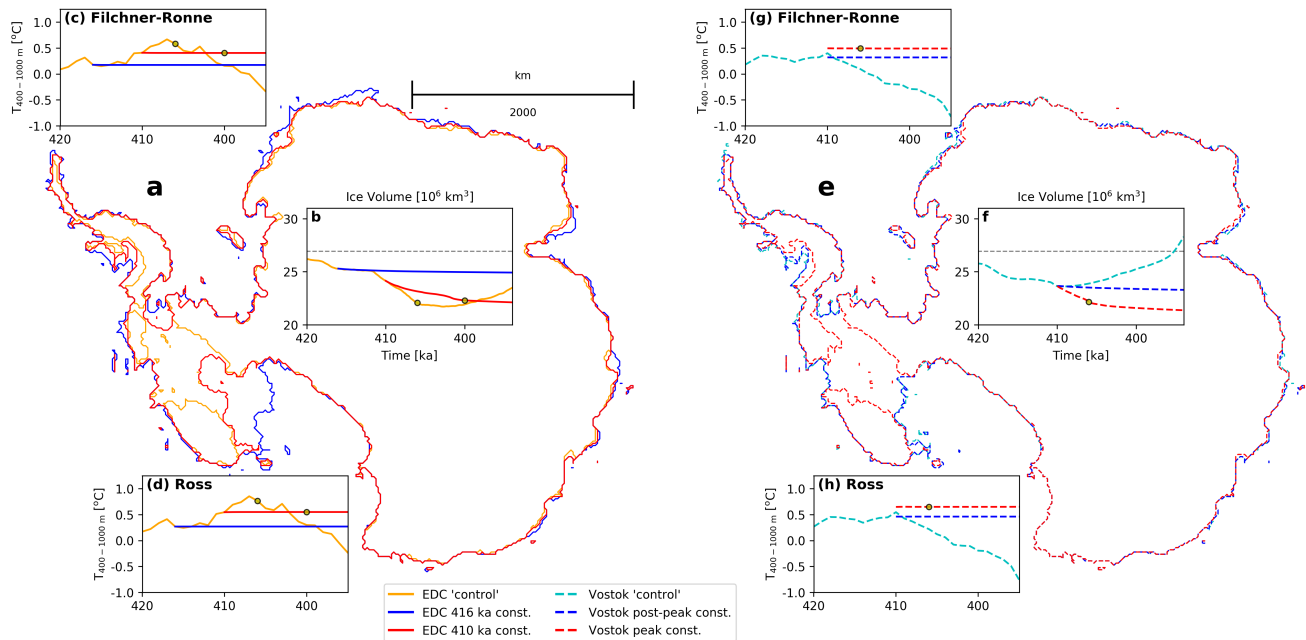 (c) Filchner-Ronne
T400−1000 m [°C]
1.0
0.5
0.0
-0.5
-1.0
420
410
400
km
2000
a
b
Ice Volume [10⁶ km³]
30
25
20
420
410
400
Time [ka]
(d) Ross
T400−1000 m [°C]
1.0
0.5
0.0
-0.5
-1.0
420
410
400
(g) Filchner-Ronne
T400−1000 m [°C]
1.0
0.5
0.0
-0.5
-1.0
420
410
400
e
f
Ice Volume [10⁶ km³]
30
25
20
420
410
400
Time [ka]
(h) Ross
T400−1000 m [°C]
1.0
0.5
0.0
-0.5
-1.0
420
410
400
EDC 'control'
EDC 416 ka const.
EDC 410 ka const.
Vostok 'control'
Vostok post-peak const.
Vostok peak const.